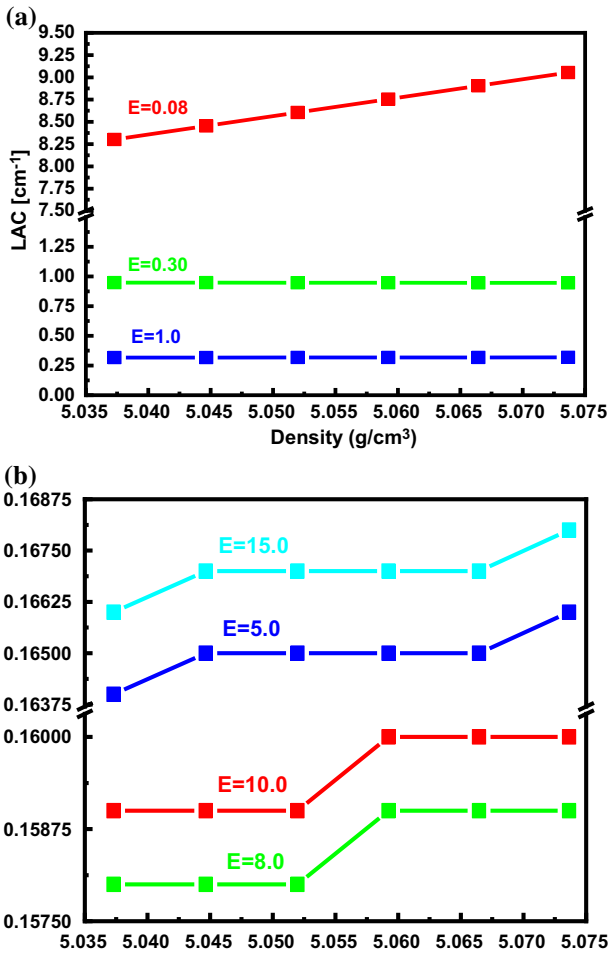 (a)
9.50
9.25
9.00
8.75
8.50
8.25
8.00
7.75
7.50
1.25
1.00
0.75
0.50
0.25
0.00
LAC [cm-1]
E=0.08
E=0.30
E=1.0
5.035 5.040 5.045 5.050 5.055 5.060 5.065 5.070 5.075
Density (g/cm³)
(b)
0.16875
0.16750
0.16625
0.16500
0.16375
0.16000
0.15875
0.15750
E=15.0
E=5.0
E=10.0
E=8.0
5.035 5.040 5.045 5.050 5.055 5.060 5.065 5.070 5.075